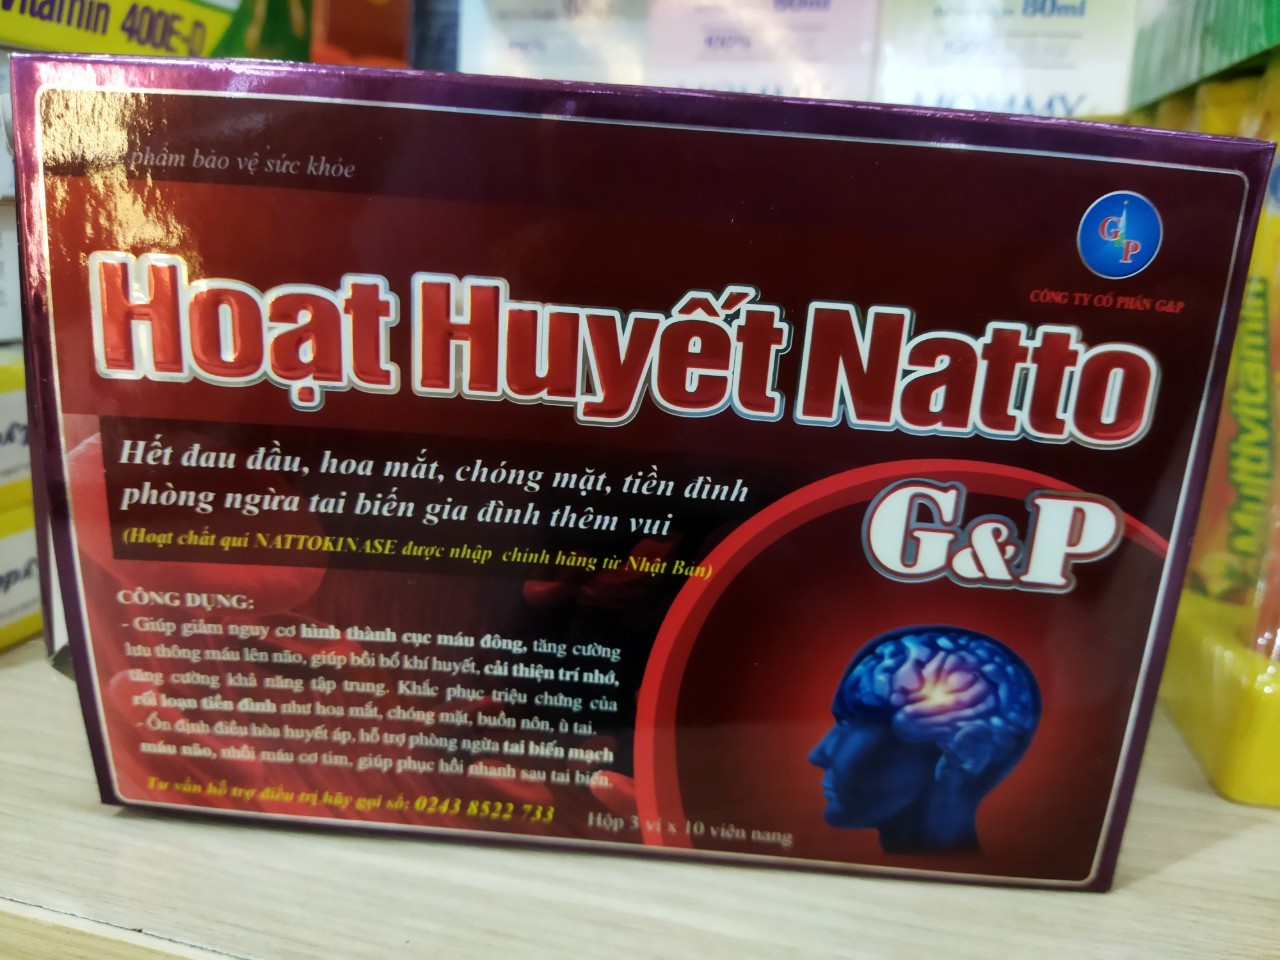 Vitamin 400E-D
80ml
80ml
MOMMY
phẩm bảo vệ sức khỏe
G&P
CÔNG TY CỔ PHẦN G&P
Hoạt Huyết Natto
G&P
Hết đau đầu, hoa mắt, chóng mặt, tiền đình
phòng ngừa tai biến gia đình thêm vui
(Hoạt chất quí NATTOKINASE được nhập chính hãng từ Nhật Bản)
CÔNG DỤNG:
- Giúp giảm nguy cơ hình thành cục máu đông, tăng cường
lưu thông máu lên não, giúp bồi bổ khí huyết, cải thiện trí nhớ,
tăng cường khả năng tập trung. Khắc phục triệu chứng của
rối loạn tiền đình như hoa mắt, chóng mặt, buồn nôn, ù tai.
- Ổn định điều hòa huyết áp, hỗ trợ phòng ngừa tai biến mạch
máu não, nhồi máu cơ tim, giúp phục hồi nhanh sau tai biến.
Tư vấn hỗ trợ điều trị hãy gọi số: 0243 8522 733
Hộp 3 vỉ x 10 viên nang
Multivitamin